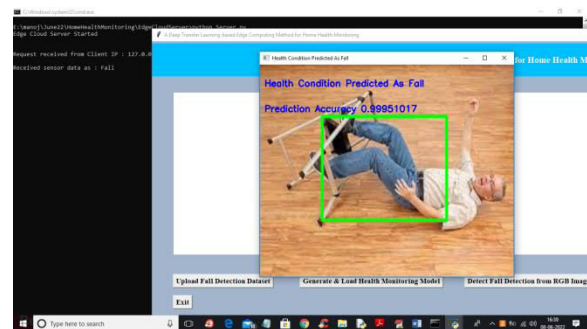 C:\Windows\system32\cmd.exe
E:\manoj\June22\HomeHealthMonitoring\EdgeCloudServer>python Server.py
Edge Cloud Server Started
Request received from Client IP : 127.0.0
Received sensor data as : Fall
A Deep Transfer Learning-based Edge Computing Method for Home Health Monitoring
for Home Health M
Health Condition Predicted As Fall
Health Condition Predicted As Fall
Prediction Accuracy 0.99951017
Upload Fall Detection Dataset
Generate & Load Health Monitoring Model
Detect Fall Detection from RGB Imag
Exit
Type here to search
16:39